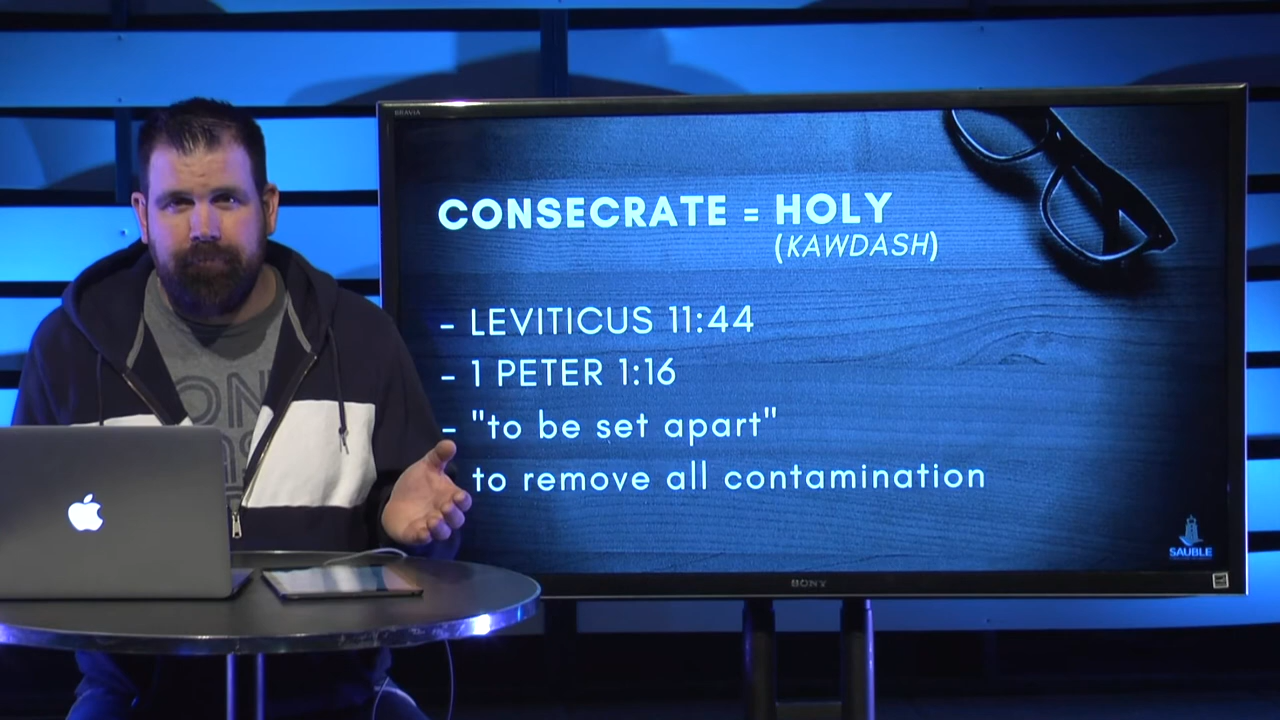 BRAVIA
CONSECRATE = HOLY
(KAWDASH)
- LEVITICUS 11:44
- 1 PETER 1:16
- "to be set apart"
to remove all contamination
SAUBLE
SONY